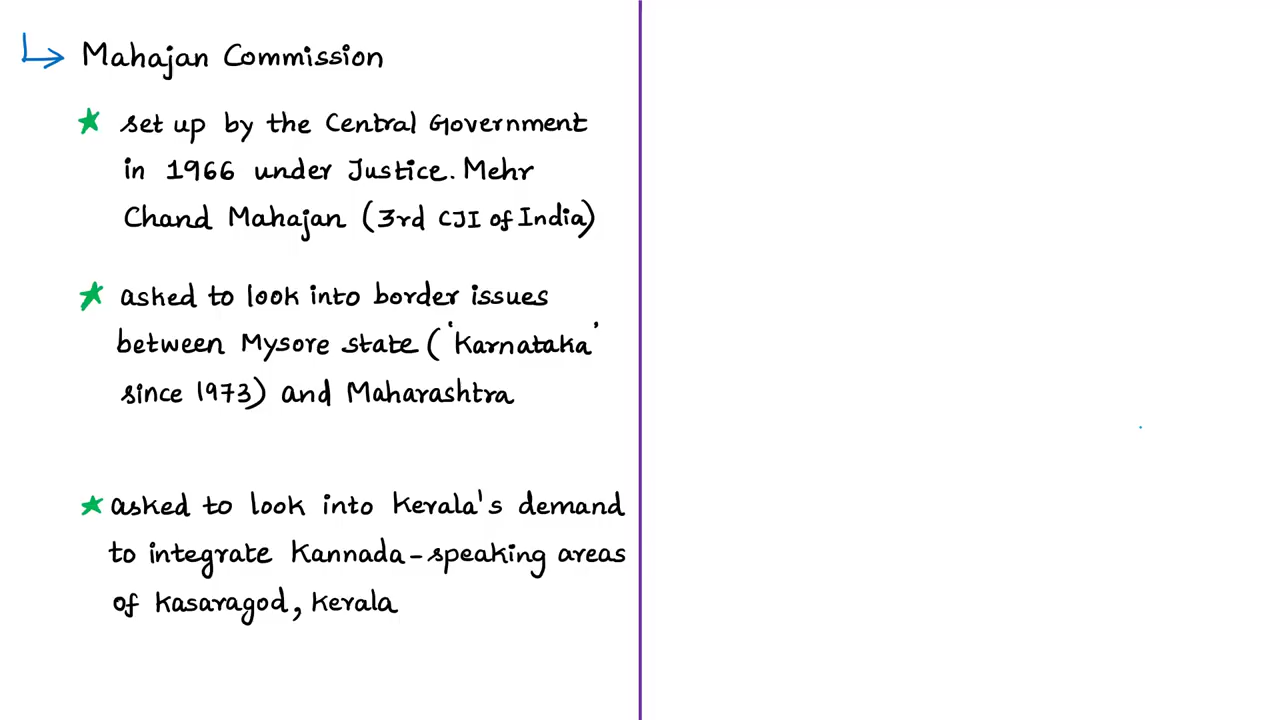 Mahajan Commission
set up by the Central Government
in 1966 under Justice. Mehr
Chand Mahajan (3rd CJI of India)
asked to look into border issues
between Mysore state ('Karnataka'
since 1973) and Maharashtra
asked to look into Kerala's demand
to integrate Kannada-speaking areas
of Kasaragod, Kerala